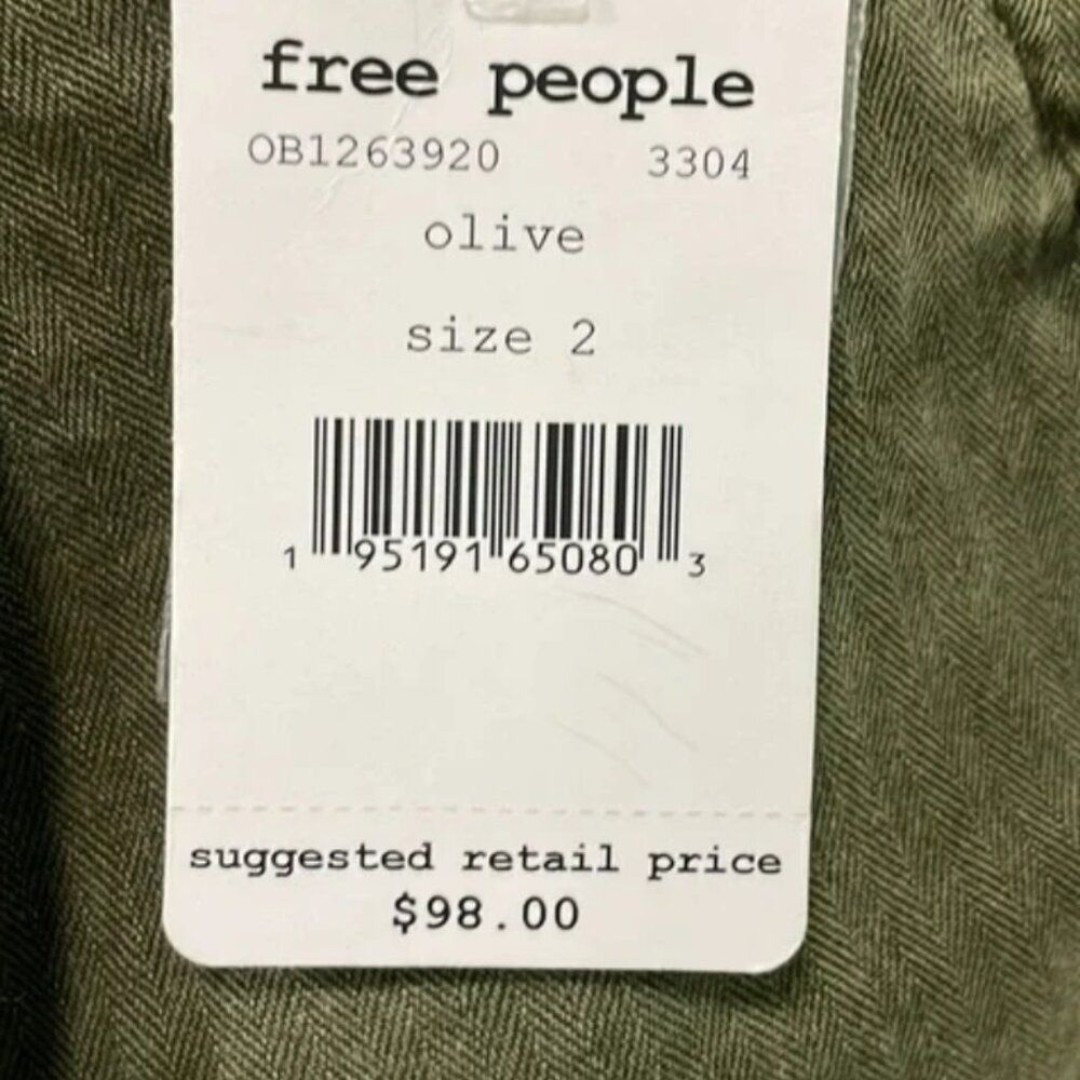 free people
OB1263920 3304
olive
size 2
1 95191 65080 3
suggested retail price
$98.00